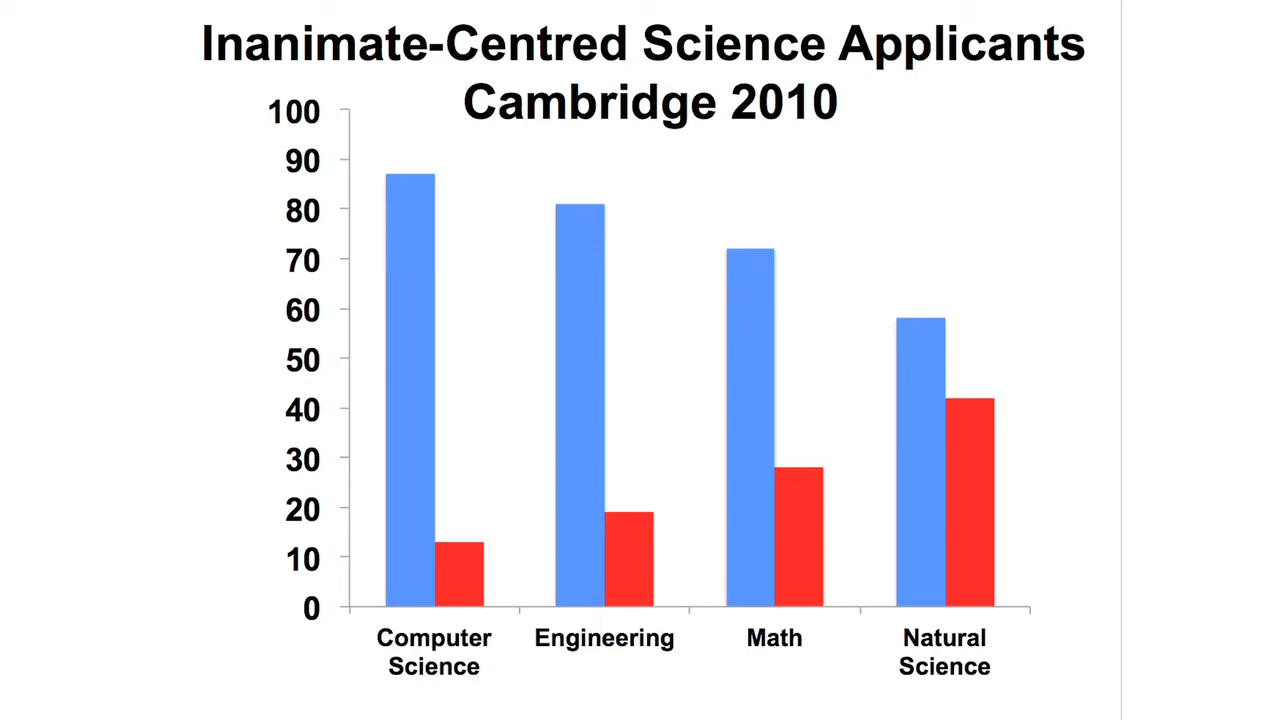 Inanimate-Centred Science Applicants
Cambridge 2010
100
90
80
70
60
50
40
30
20
10
0
Computer
Science
Engineering
Math
Natural
Science